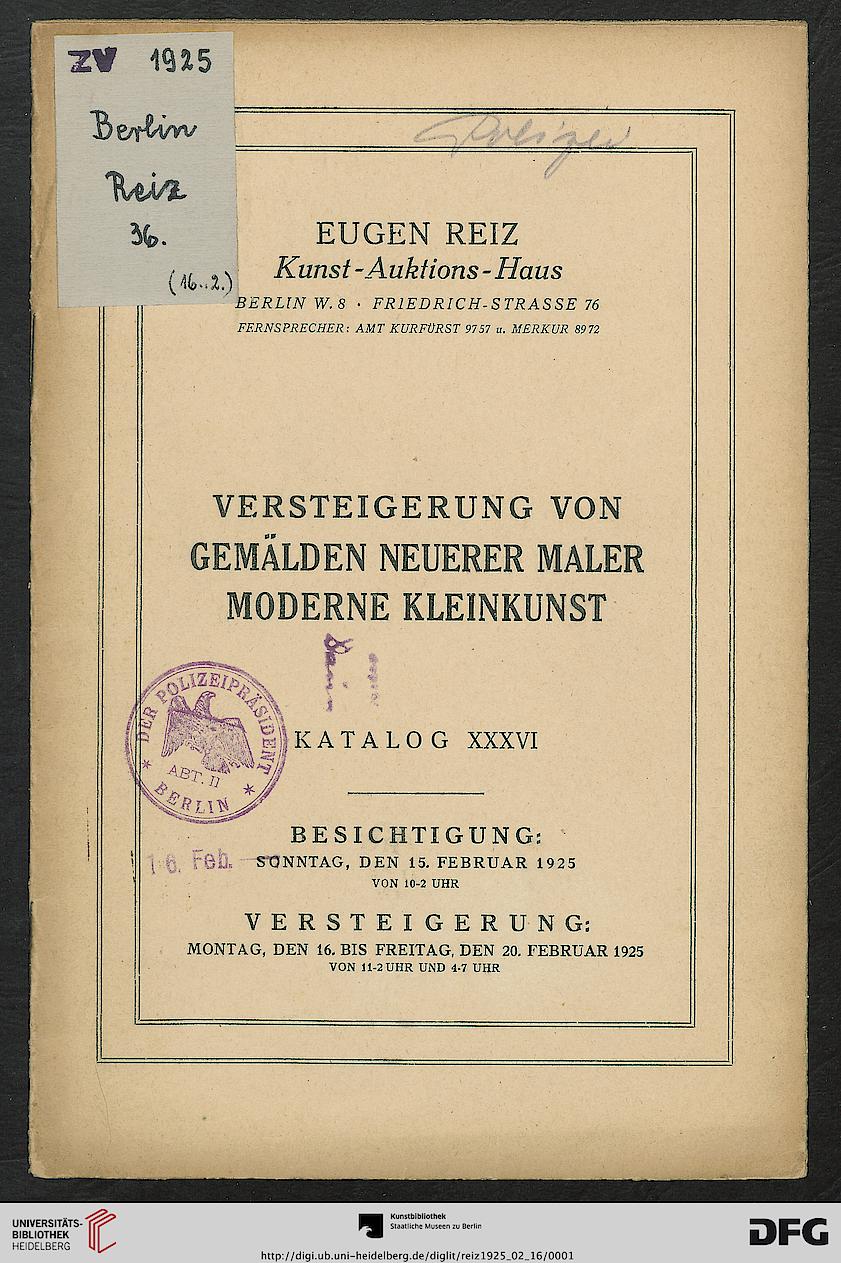 ZV 1925
Berlin
Reiz
36.
(16..2.)
Polizei
EUGEN REIZ
Kunst-Auktions-Haus
BERLIN W. 8 · FRIEDRICH-STRASSE 76
FERNSPRECHER: AMT KURFÜRST 9757 u. MERKUR 8972
VERSTEIGERUNG VON
GEMÄLDEN NEUERER MALER
MODERNE KLEINKUNST
DER POLIZEIPRÄSIDENT
ABT. II
* BERLIN *
KATALOG XXXVI
16. Feb.
BESICHTIGUNG:
SONNTAG, DEN 15. FEBRUAR 1925
VON 10-2 UHR
VERSTEIGERUNG:
MONTAG, DEN 16. BIS FREITAG, DEN 20. FEBRUAR 1925
VON 11-2 UHR UND 4-7 UHR
UNIVERSITÄTS-
BIBLIOTHEK
HEIDELBERG
Kunstbibliothek
Staatliche Museen zu Berlin
http://digi.ub.uni-heidelberg.de/diglit/reiz1925_02_16/0001
DFG